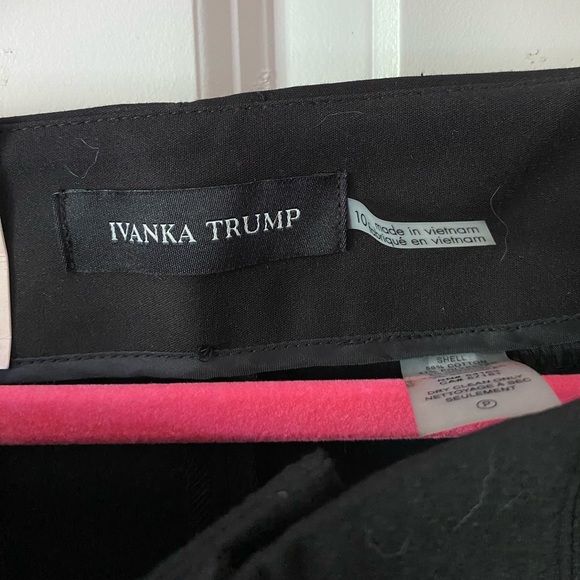 IVANKA TRUMP
10 made in vietnam
fabriqué en vietnam
SHELL
DRY CLEAN ONLY
NETTOYAGE À SEC
SEULEMENT
P